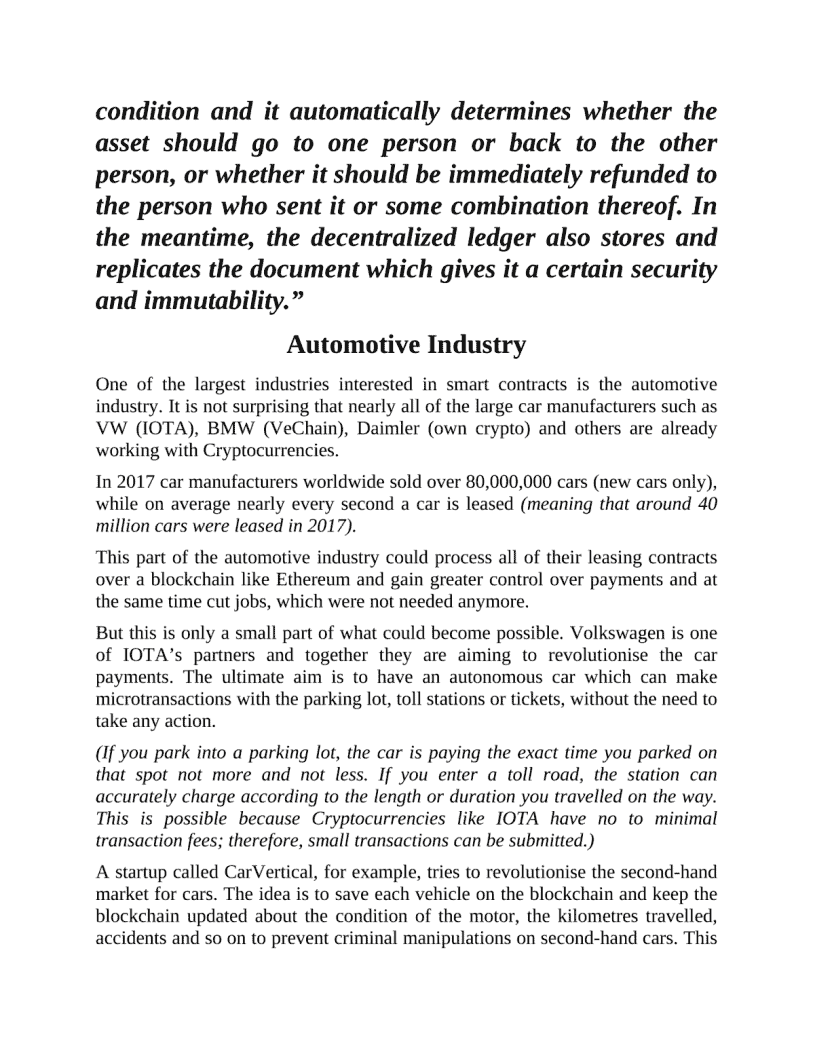 condition and it automatically determines whether the
asset should go to one person or back to the other
person, or whether it should be immediately refunded to
the person who sent it or some combination thereof. In
the meantime, the decentralized ledger also stores and
replicates the document which gives it a certain security
and immutability.”
Automotive Industry
One of the largest industries interested in smart contracts is the automotive
industry. It is not surprising that nearly all of the large car manufacturers such as
VW (IOTA), BMW (VeChain), Daimler (own crypto) and others are already
working with Cryptocurrencies.
In 2017 car manufacturers worldwide sold over 80,000,000 cars (new cars only),
while on average nearly every second a car is leased (meaning that around 40
million cars were leased in 2017).
This part of the automotive industry could process all of their leasing contracts
over a blockchain like Ethereum and gain greater control over payments and at
the same time cut jobs, which were not needed anymore.
But this is only a small part of what could become possible. Volkswagen is one
of IOTA’s partners and together they are aiming to revolutionise the car
payments. The ultimate aim is to have an autonomous car which can make
microtransactions with the parking lot, toll stations or tickets, without the need to
take any action.
(If you park into a parking lot, the car is paying the exact time you parked on
that spot not more and not less. If you enter a toll road, the station can
accurately charge according to the length or duration you travelled on the way.
This is possible because Cryptocurrencies like IOTA have no to minimal
transaction fees; therefore, small transactions can be submitted.)
A startup called CarVertical, for example, tries to revolutionise the second-hand
market for cars. The idea is to save each vehicle on the blockchain and keep the
blockchain updated about the condition of the motor, the kilometres travelled,
accidents and so on to prevent criminal manipulations on second-hand cars. This